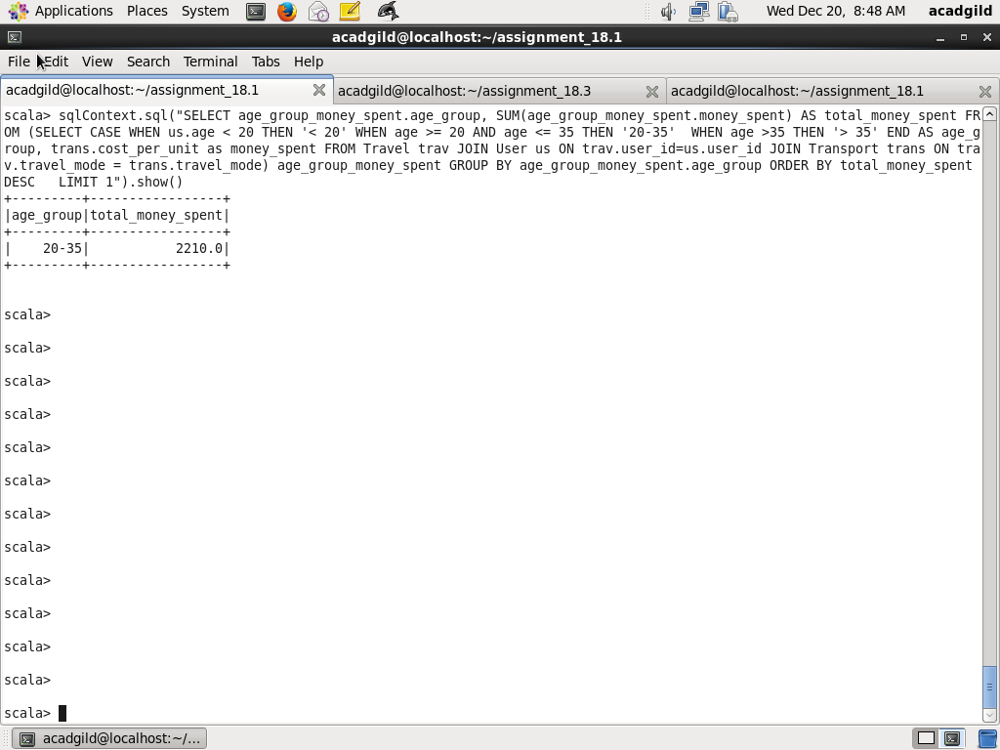 Applications Places System Wed Dec 20, 8:48 AM acadgild
acadgild@localhost:~/assignment_18.1
File Edit View Search Terminal Tabs Help
acadgild@localhost:~/assignment_18.1 acadgild@localhost:~/assignment_18.3 acadgild@localhost:~/assignment_18.1
scala> sqlContext.sql("SELECT age_group_money_spent.age_group, SUM(age_group_money_spent.money_spent) AS total_money_spent FR
OM (SELECT CASE WHEN us.age < 20 THEN '< 20' WHEN age >= 20 AND age <= 35 THEN '20-35'  WHEN age >35 THEN '> 35' END AS age_g
roup, trans.cost_per_unit as money_spent FROM Travel trav JOIN User us ON trav.user_id=us.user_id JOIN Transport trans ON tra
v.travel_mode = trans.travel_mode) age_group_money_spent GROUP BY age_group_money_spent.age_group ORDER BY total_money_spent
DESC   LIMIT 1").show()
+---------+-----------------+
|age_group|total_money_spent|
+---------+-----------------+
|    20-35|           2210.0|
+---------+-----------------+
scala>
scala>
scala>
scala>
scala>
scala>
scala>
scala>
scala>
scala>
scala>
scala>
scala>
acadgild@localhost:~/...